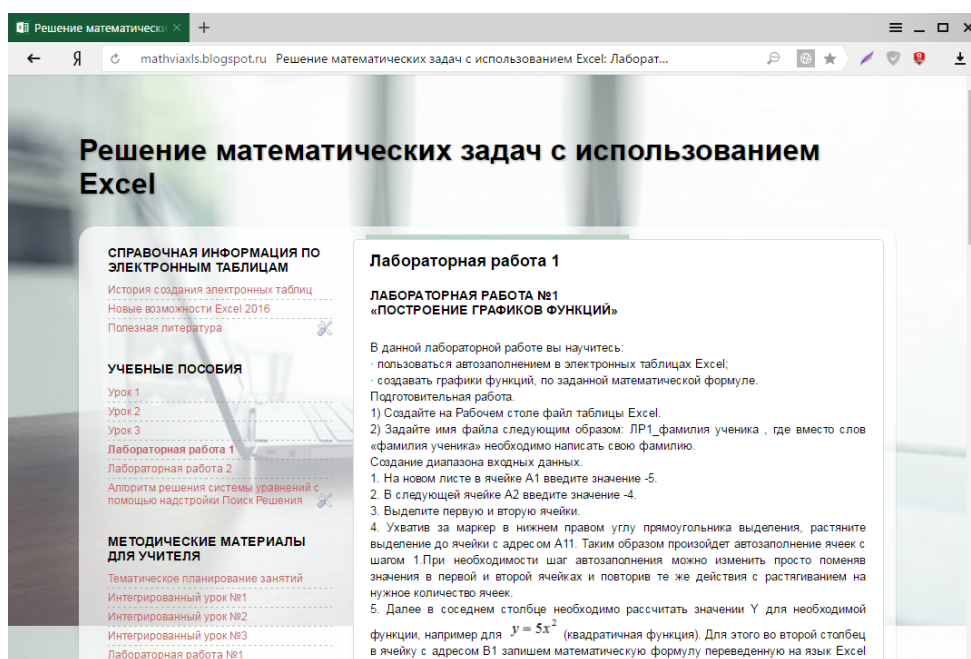 Решение математически
mathviaxls.blogspot.ru Решение математических задач с использованием Excel: Лаборат...
Решение математических задач с использованием
Excel
СПРАВОЧНАЯ ИНФОРМАЦИЯ ПО
ЭЛЕКТРОННЫМ ТАБЛИЦАМ
История создания электронных таблиц
Новые возможности Excel 2016
Полезная литература
УЧЕБНЫЕ ПОСОБИЯ
Урок 1
Урок 2
Урок 3
Лабораторная работа 1
Лабораторная работа 2
Алгоритм решения системы уравнений с
помощью надстройки Поиск Решения
МЕТОДИЧЕСКИЕ МАТЕРИАЛЫ
ДЛЯ УЧИТЕЛЯ
Тематическое планирование занятий
Интегрированный урок №1
Интегрированный урок №2
Интегрированный урок №3
Лабораторная работа №1
Лабораторная работа 1
ЛАБОРАТОРНАЯ РАБОТА №1
«ПОСТРОЕНИЕ ГРАФИКОВ ФУНКЦИЙ»
В данной лабораторной работе вы научитесь:
· пользоваться автозаполнением в электронных таблицах Excel;
· создавать графики функций, по заданной математической формуле.
Подготовительная работа.
1) Создайте на Рабочем столе файл таблицы Excel.
2) Задайте имя файла следующим образом: ЛР1_фамилия ученика , где вместо слов
«фамилия ученика» необходимо написать свою фамилию.
Создание диапазона входных данных.
1. На новом листе в ячейке A1 введите значение -5.
2. В следующей ячейке A2 введите значение -4.
3. Выделите первую и вторую ячейки.
4. Ухватив за маркер в нижнем правом углу прямоугольника выделения, растяните
выделение до ячейки с адресом A11. Таким образом произойдет автозаполнение ячеек с
шагом 1.При необходимости шаг автозаполнения можно изменить просто поменяв
значения в первой и второй ячейках и повторив те же действия с растягиванием на
нужное количество ячеек.
5. Далее в соседнем столбце необходимо рассчитать значении Y для необходимой
функции, например для y = 5x² (квадратичная функция). Для этого во второй столбец
в ячейку с адресом B1 запишем математическую формулу переведенную на язык Excel